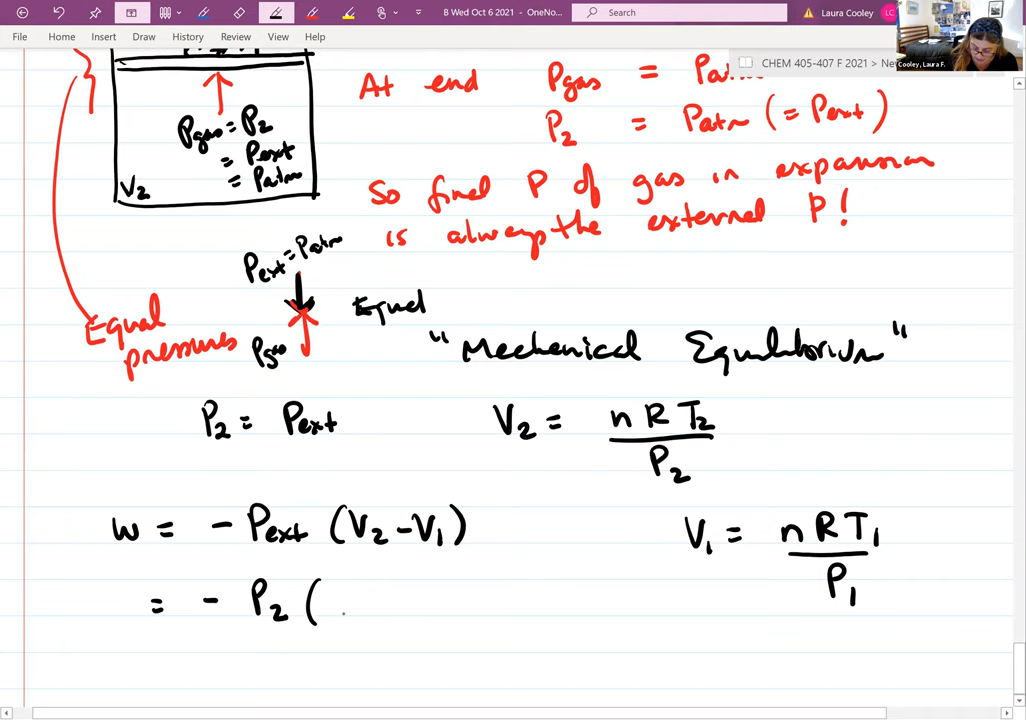 B Wed Oct 6 2021 - OneNo...
Search
Laura Cooley
LC
File Home Insert Draw History Review View Help
Cooley, Laura F.
CHEM 405-407 F 2021 > Ne
At end Pgas = Patm
Pgas = P2
= Pext
= Patm
V2
P2 = Patm (= Pext)
So final P of gas in expansion
is always the external P!
Pext = Patm
Equal
Equal
pressures
Pgas
"Mechanical Equilibrium"
P2 = Pext V2 = nRT2
P2
w = - Pext (V2 - V1) V1 = nRT1
P1
= - P2 (